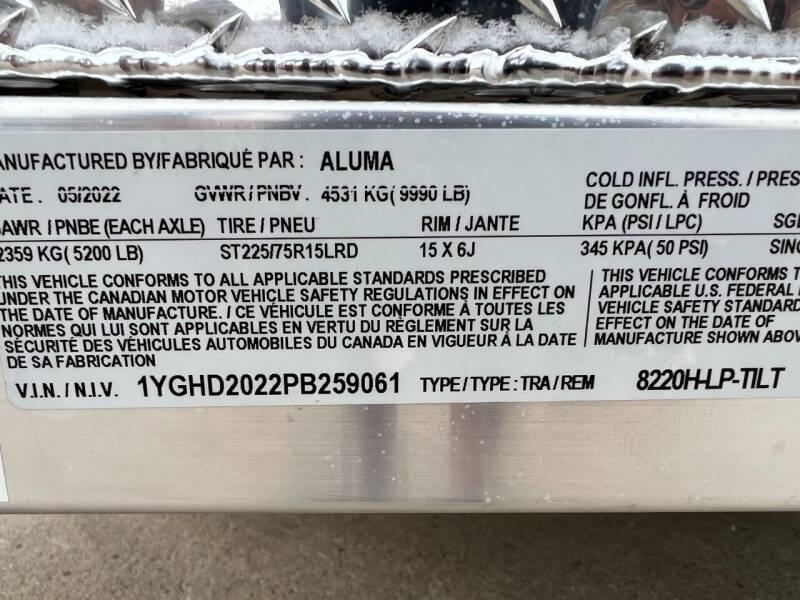 ANUFACTURED BY/FABRIQUÉ PAR : ALUMA
ATE . 05/2022 GVWR / PNBV . 4531 KG( 9990 LB)
COLD INFL. PRESS. / PRES
DE GONFL. À FROID
AWR / PNBE (EACH AXLE) TIRE / PNEU RIM / JANTE KPA (PSI / LPC) SGL
2359 KG( 5200 LB) ST225/75R15LRD 15 X 6J 345 KPA( 50 PSI) SING
THIS VEHICLE CONFORMS TO ALL APPLICABLE STANDARDS PRESCRIBED
UNDER THE CANADIAN MOTOR VEHICLE SAFETY REGULATIONS IN EFFECT ON
THE DATE OF MANUFACTURE. / CE VÉHICULE EST CONFORME À TOUTES LES
NORMES QUI LUI SONT APPLICABLES EN VERTU DU RÉGLEMENT SUR LA
SÉCURITÉ DES VÉHICULES AUTOMOBILES DU CANADA EN VIGUEUR À LA DATE
DE SA FABRICATION
THIS VEHICLE CONFORMS T
APPLICABLE U.S. FEDERAL
VEHICLE SAFETY STANDARD
EFFECT ON THE DATE OF
MANUFACTURE SHOWN ABOVE
V.I.N. / N.I.V. 1YGHD2022PB259061 TYPE / TYPE : TRA / REM 8220H-LP-TILT